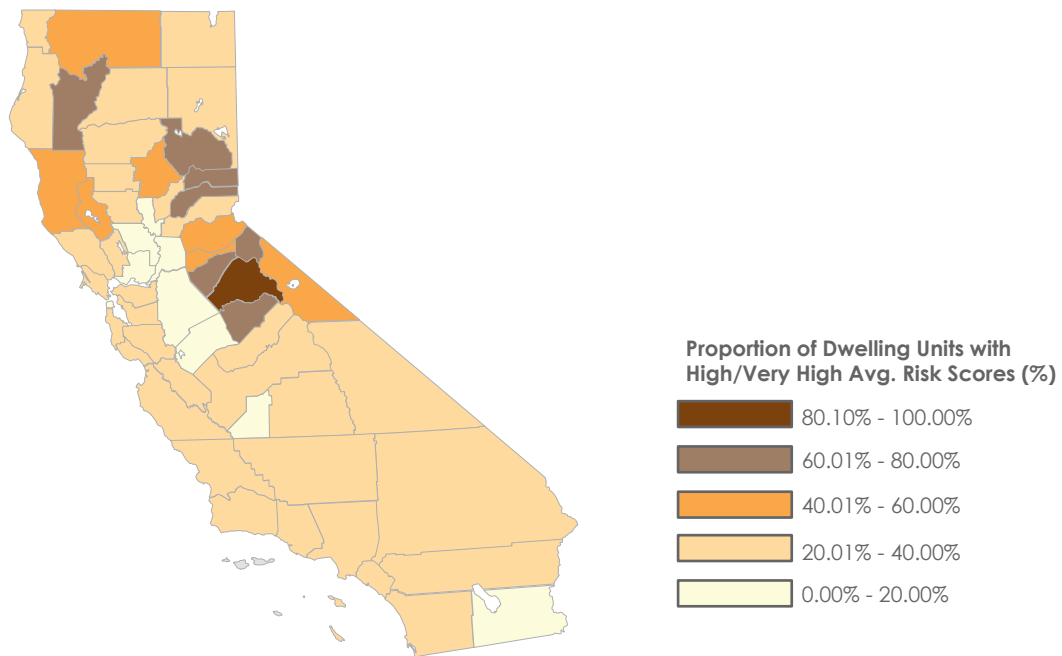 Proportion of Dwelling Units with
High/Very High Avg. Risk Scores (%)
80.10% - 100.00%
60.01% - 80.00%
40.01% - 60.00%
20.01% - 40.00%
0.00% - 20.00%